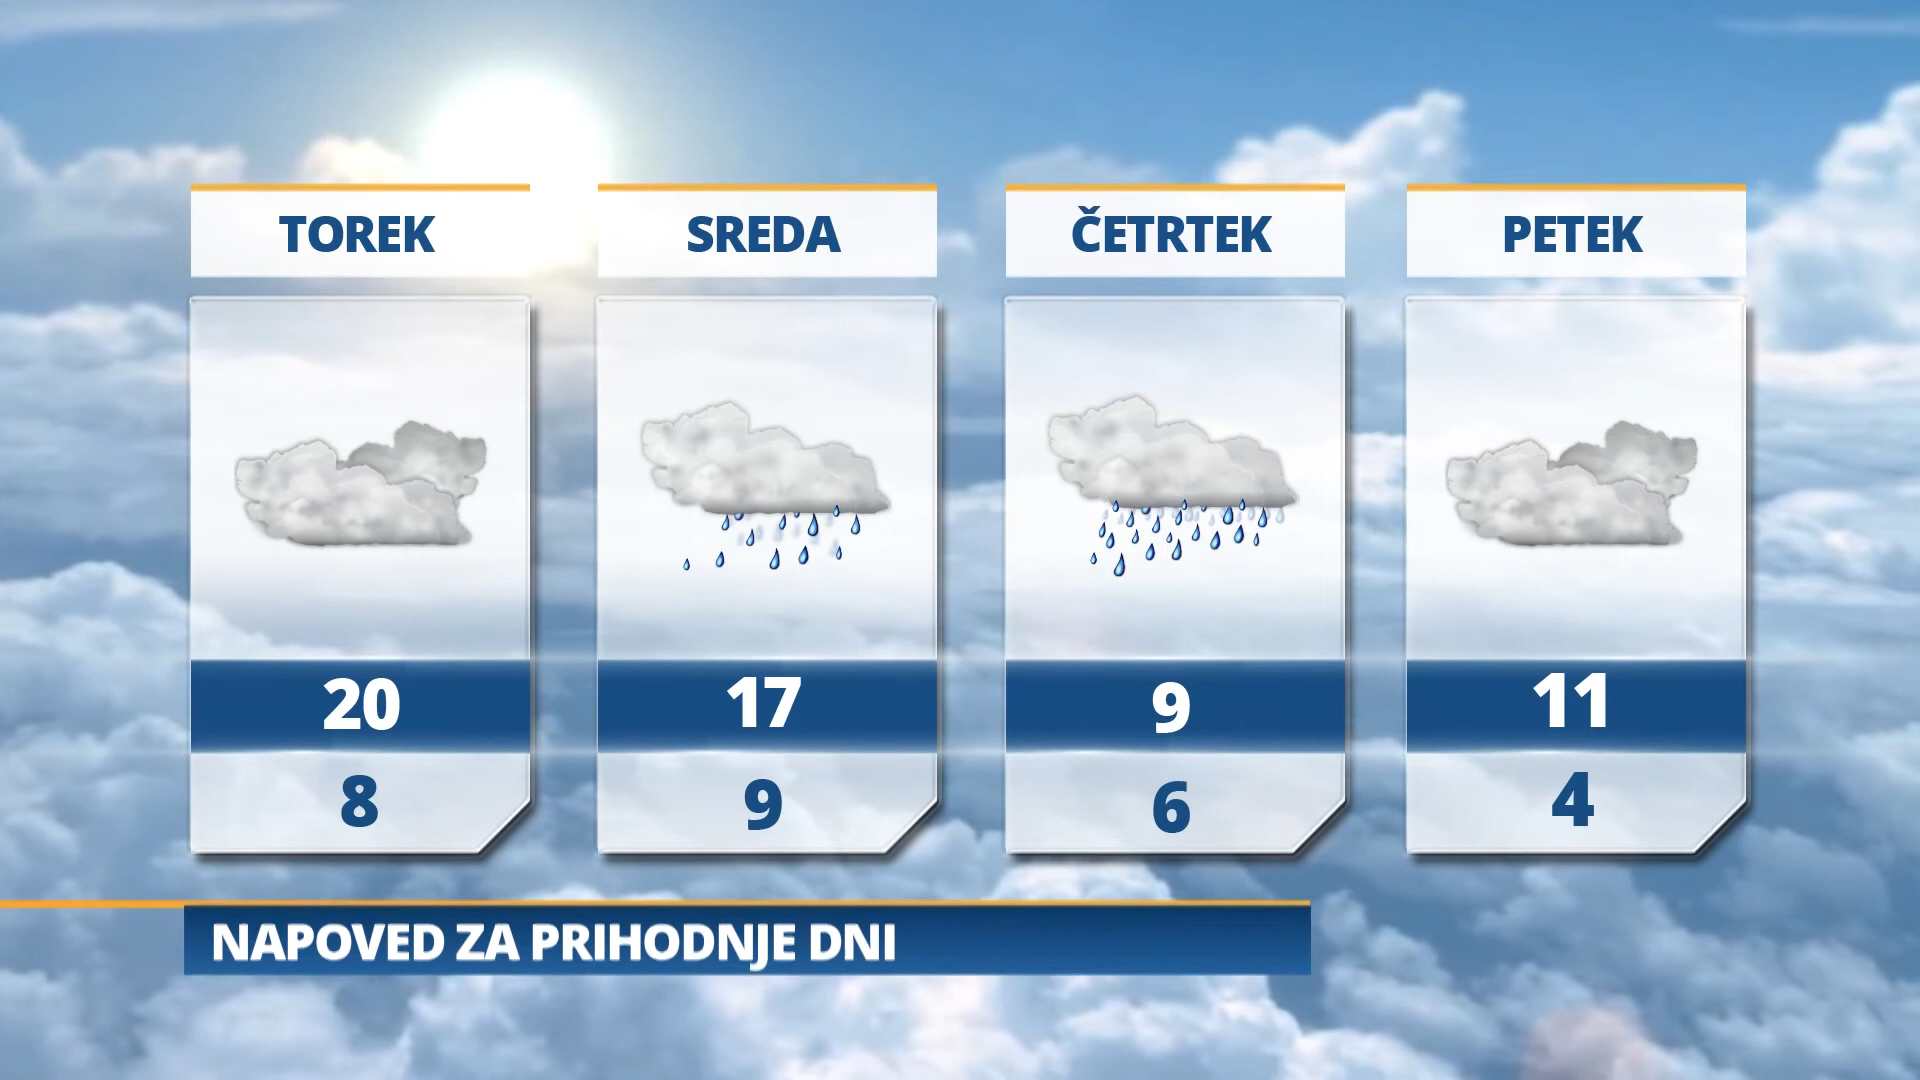 TOREK
SREDA
ČETRTEK
PETEK
20
17
9
11
8
9
6
4
NAPOVED ZA PRIHODNJE DNI